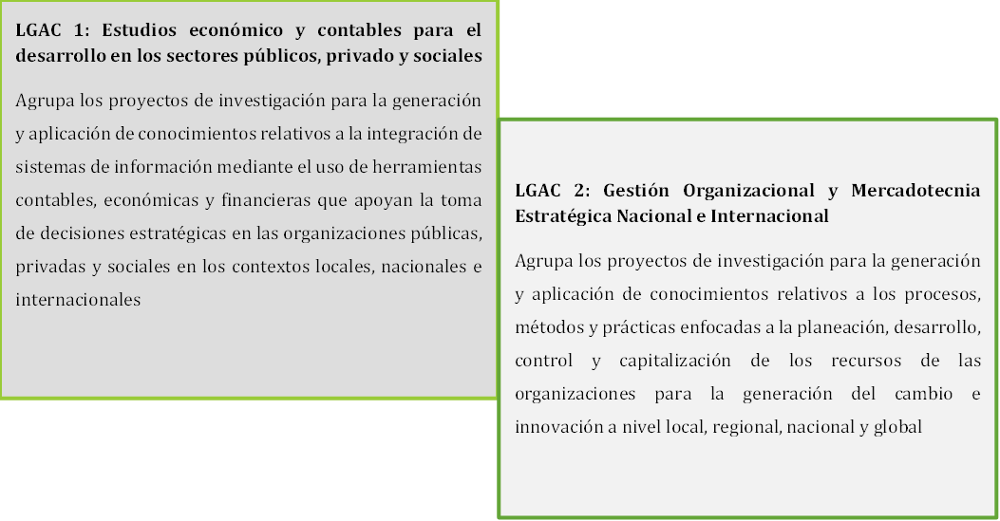 LGAC 1: Estudios económico y contables para el
desarrollo en los sectores públicos, privado y sociales
Agrupa los proyectos de investigación para la generación
y aplicación de conocimientos relativos a la integración de
sistemas de información mediante el uso de herramientas
contables, económicas y financieras que apoyan la toma
de decisiones estratégicas en las organizaciones públicas,
privadas y sociales en los contextos locales, nacionales e
internacionales
LGAC 2: Gestión Organizacional y Mercadotecnia
Estratégica Nacional e Internacional
Agrupa los proyectos de investigación para la generación
y aplicación de conocimientos relativos a los procesos,
métodos y prácticas enfocadas a la planeación, desarrollo,
control y capitalización de los recursos de las
organizaciones para la generación del cambio e
innovación a nivel local, regional, nacional y global